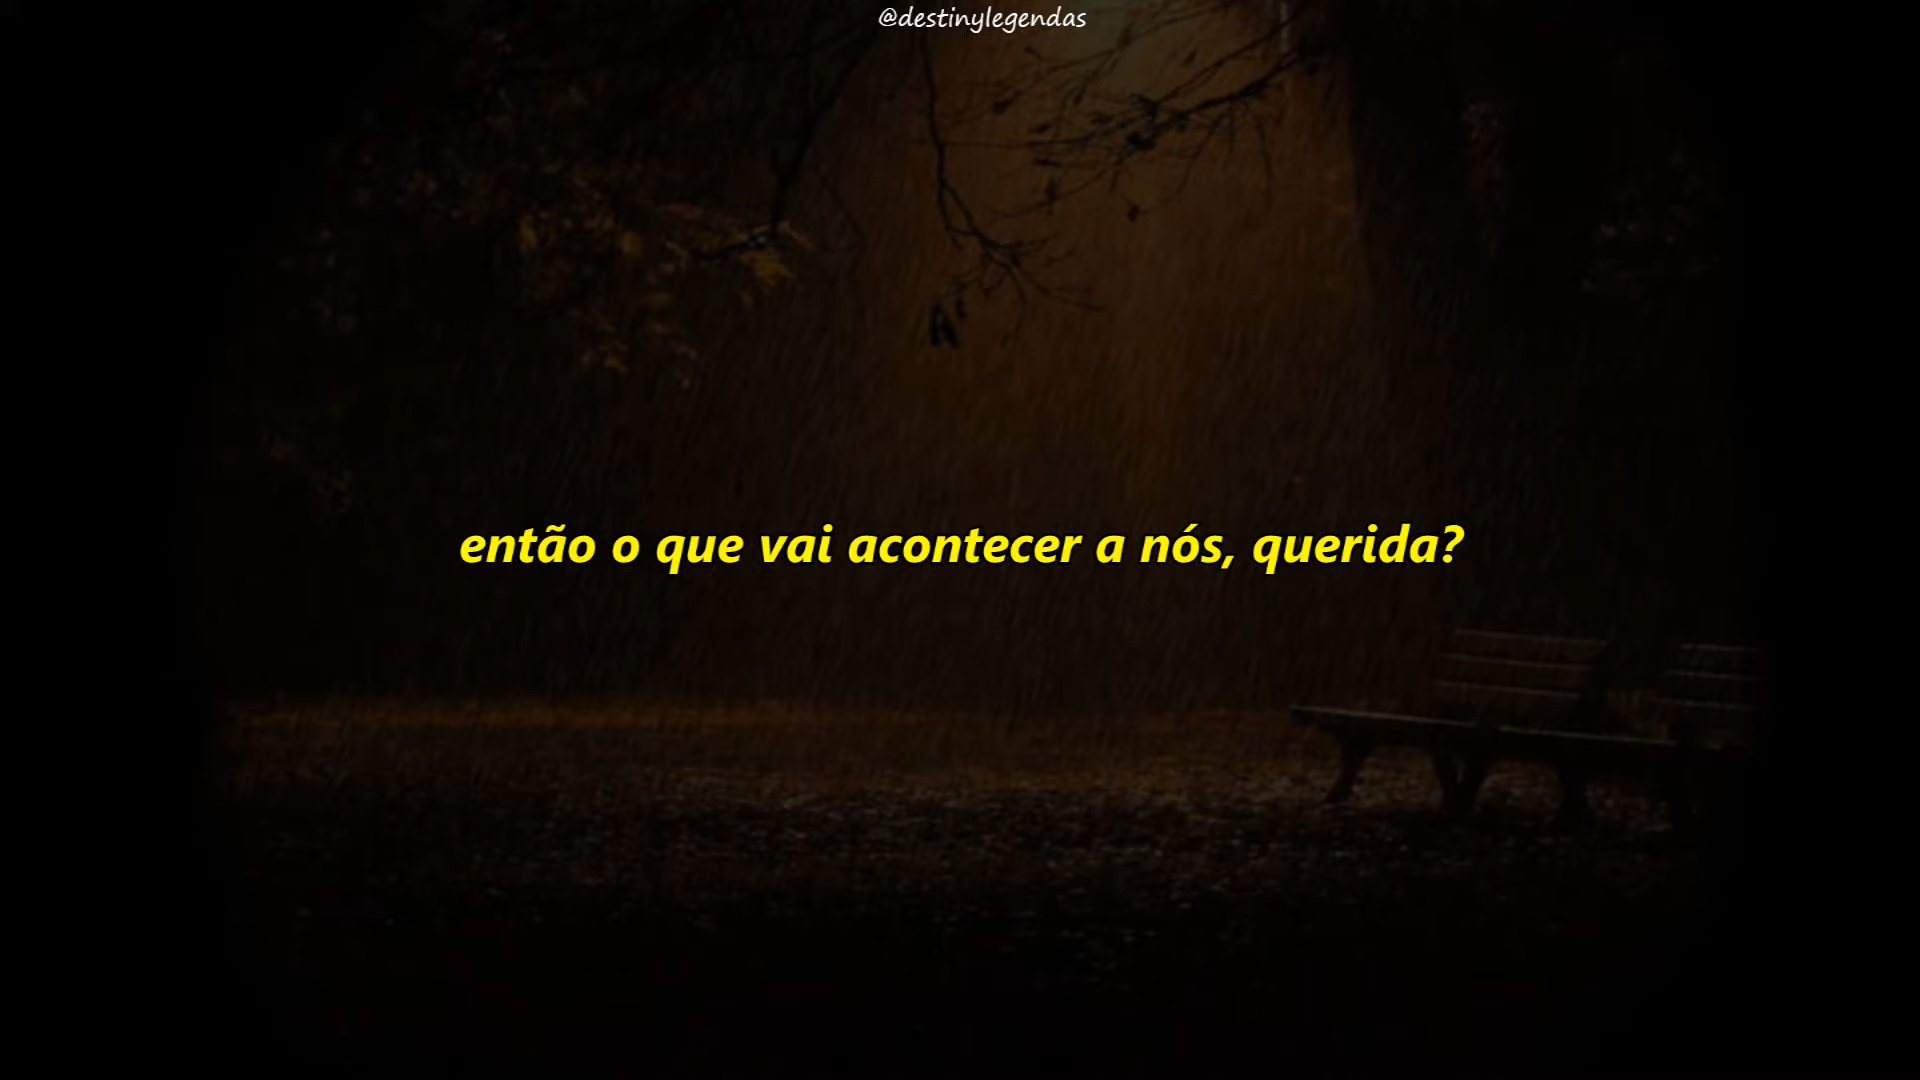 @destinylegendas
então o que vai acontecer a nós, querida?